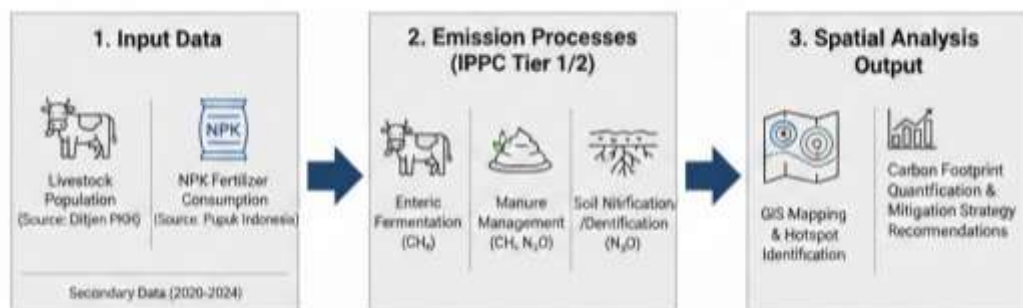 1. Input Data
NPK
Livestock
Population
(Source: Ditjen PKH)
NPK Fertilizer
Consumption
(Source: Pupuk Indonesia)
Secondary Data (2020-2024)
2. Emission Processes
(IPPC Tier 1/2)
Enteric
Fermentation
(CH₄)
Manure
Management
(CH, N₂O)
Soil Nitrification
/Dentification
(N₂O)
3. Spatial Analysis
Output
GIS Mapping
& Hotspot
Identification
Carbon Footprint
Quantification &
Mitigation Strategy
Recommendations